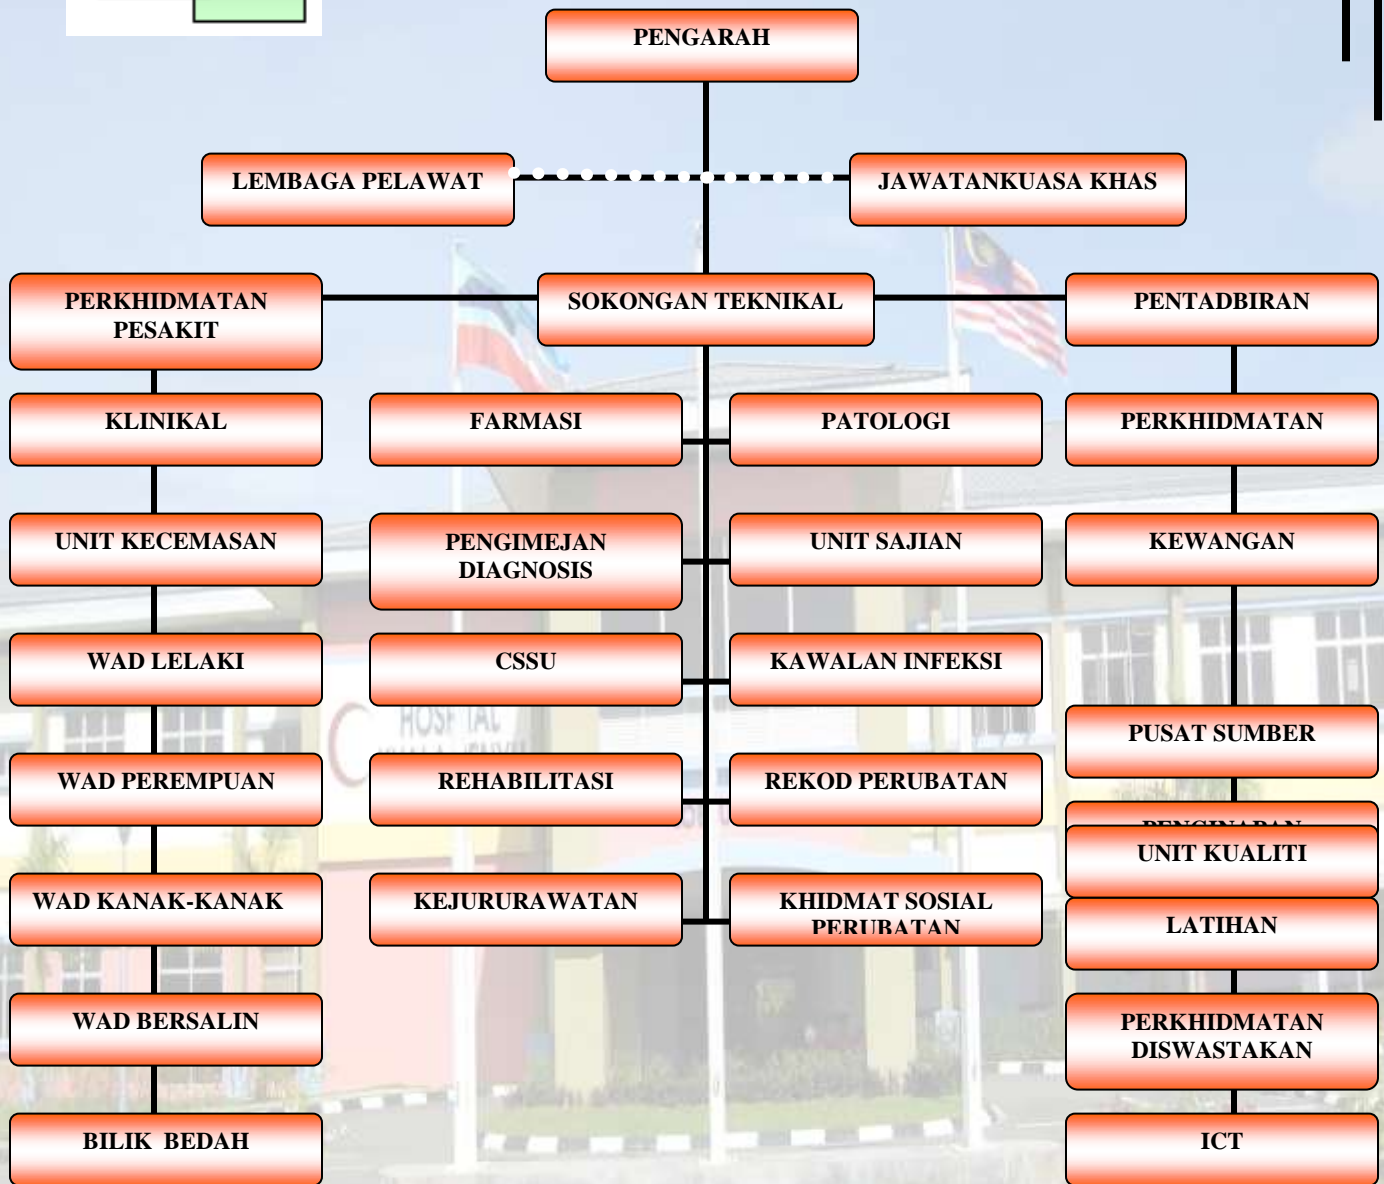 PENGARAH
LEMBAGA PELAWAT
JAWATANKUASA KHAS
PERKHIDMATAN
PESAKIT
SOKONGAN TEKNIKAL
PENTADBIRAN
KLINIKAL
FARMASI
PATOLOGI
PERKHIDMATAN
UNIT KECEMASAN
PENGIMEJAN
DIAGNOSIS
UNIT SAJIAN
KEWANGAN
WAD LELAKI
CSSU
KAWALAN INFEKSI
HOSPITAL
PUSAT SUMBER
WAD PEREMPUAN
REHABILITASI
REKOD PERUBATAN
UNIT KUALITI
WAD KANAK-KANAK
KEJURURAWATAN
KHIDMAT SOSIAL
PERUBATAN
LATIHAN
WAD BERSALIN
PERKHIDMATAN
DISWASTAKAN
BILIK  BEDAH
ICT